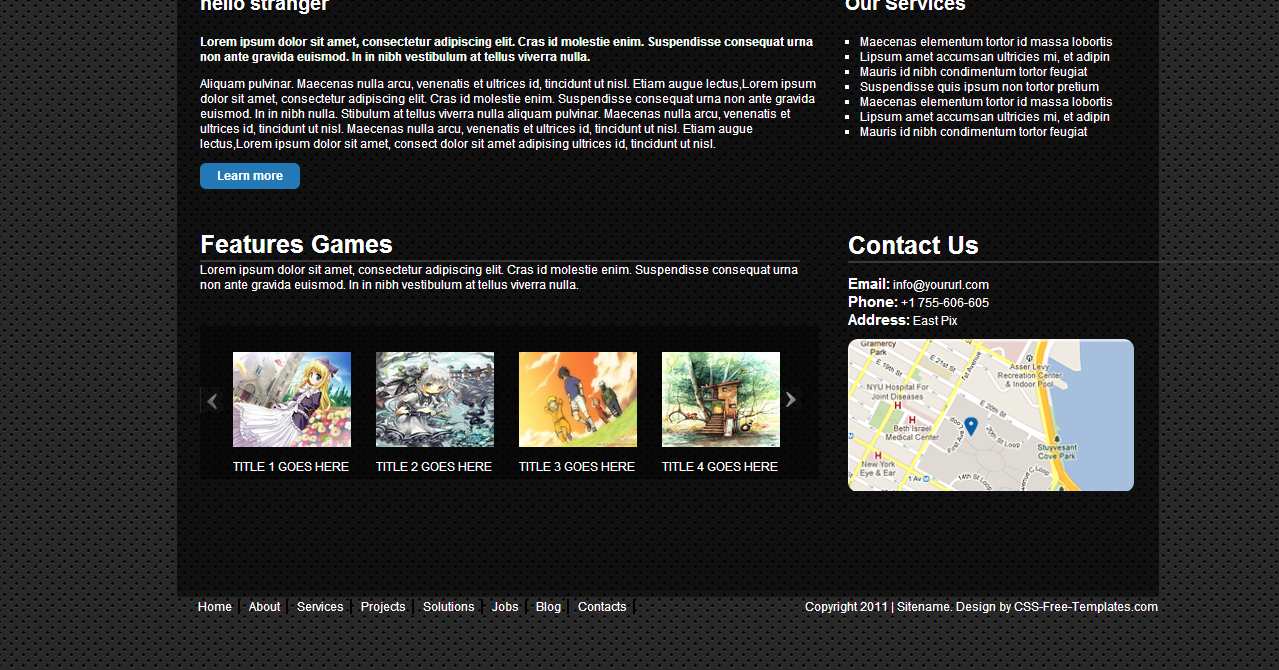 hello stranger
Lorem ipsum dolor sit amet, consectetur adipiscing elit. Cras id molestie enim. Suspendisse consequat urna
non ante gravida euismod. In in nibh vestibulum at tellus viverra nulla.
Aliquam pulvinar. Maecenas nulla arcu, venenatis et ultrices id, tincidunt ut nisl. Etiam augue lectus,Lorem ipsum
dolor sit amet, consectetur adipiscing elit. Cras id molestie enim. Suspendisse consequat urna non ante gravida
euismod. In in nibh nulla. Stibulum at tellus viverra nulla aliquam pulvinar. Maecenas nulla arcu, venenatis et
ultrices id, tincidunt ut nisl. Maecenas nulla arcu, venenatis et ultrices id, tincidunt ut nisl. Etiam augue
lectus,Lorem ipsum dolor sit amet, consect dolor sit amet adipising ultrices id, tincidunt ut nisl.
Learn more
Our Services
Maecenas elementum tortor id massa lobortis
Lipsum amet accumsan ultricies mi, et adipin
Mauris id nibh condimentum tortor feugiat
Suspendisse quis ipsum non tortor pretium
Maecenas elementum tortor id massa lobortis
Lipsum amet accumsan ultricies mi, et adipin
Mauris id nibh condimentum tortor feugiat
Features Games
Lorem ipsum dolor sit amet, consectetur adipiscing elit. Cras id molestie enim. Suspendisse consequat urna
non ante gravida euismod. In in nibh vestibulum at tellus viverra nulla.
TITLE 1 GOES HERE
TITLE 2 GOES HERE
TITLE 3 GOES HERE
TITLE 4 GOES HERE
Contact Us
Email: info@yoururl.com
Phone: +1 755-606-605
Address: East Pix
Gramercy
Park
E 19th St
E 21st St
1st Avenue
Asser Levy
Recreation Center
& Indoor Pool
NYU Hospital For
Joint Diseases
H
E 20th St
H
Beth Israel
Medical Center
First Ave
Loop
20th St Loop
Stuyvesant
Cove Park
H
New York
Eye & Ear
1 Av M
14th St Loop
Avenue C Loop
Home
About
Services
Projects
Solutions
Jobs
Blog
Contacts
Copyright 2011 | Sitename. Design by CSS-Free-Templates.com